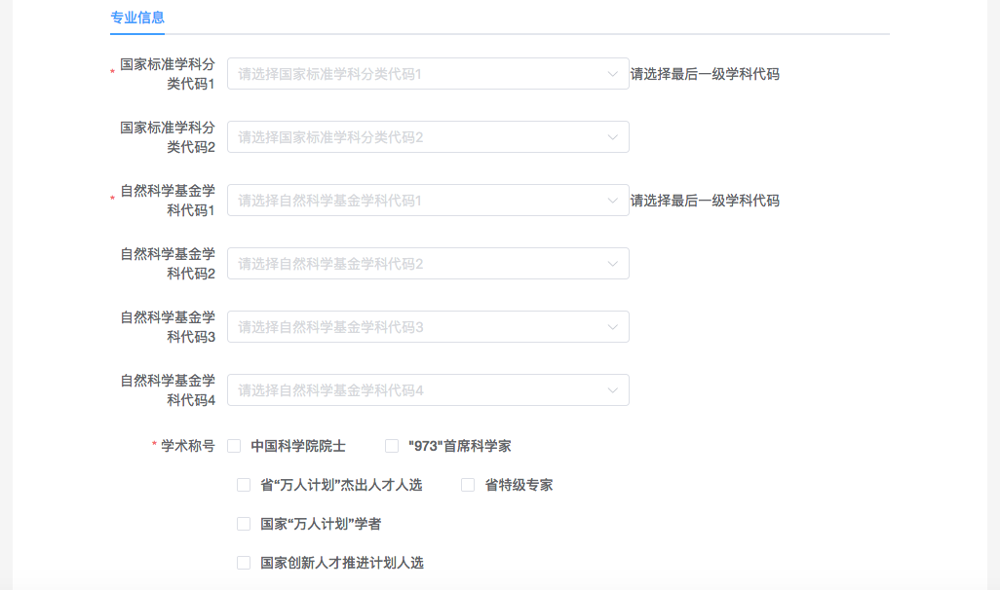 专业信息
* 国家标准学科分类代码1 请选择国家标准学科分类代码1 请选择最后一级学科代码
国家标准学科分类代码2 请选择国家标准学科分类代码2
* 自然科学基金学科代码1 请选择自然科学基金学科代码1 请选择最后一级学科代码
自然科学基金学科代码2 请选择自然科学基金学科代码2
自然科学基金学科代码3 请选择自然科学基金学科代码3
自然科学基金学科代码4 请选择自然科学基金学科代码4
* 学术称号 中国科学院院士 "973"首席科学家
省“万人计划”杰出人才人选 省特级专家
国家“万人计划”学者
国家创新人才推进计划人选